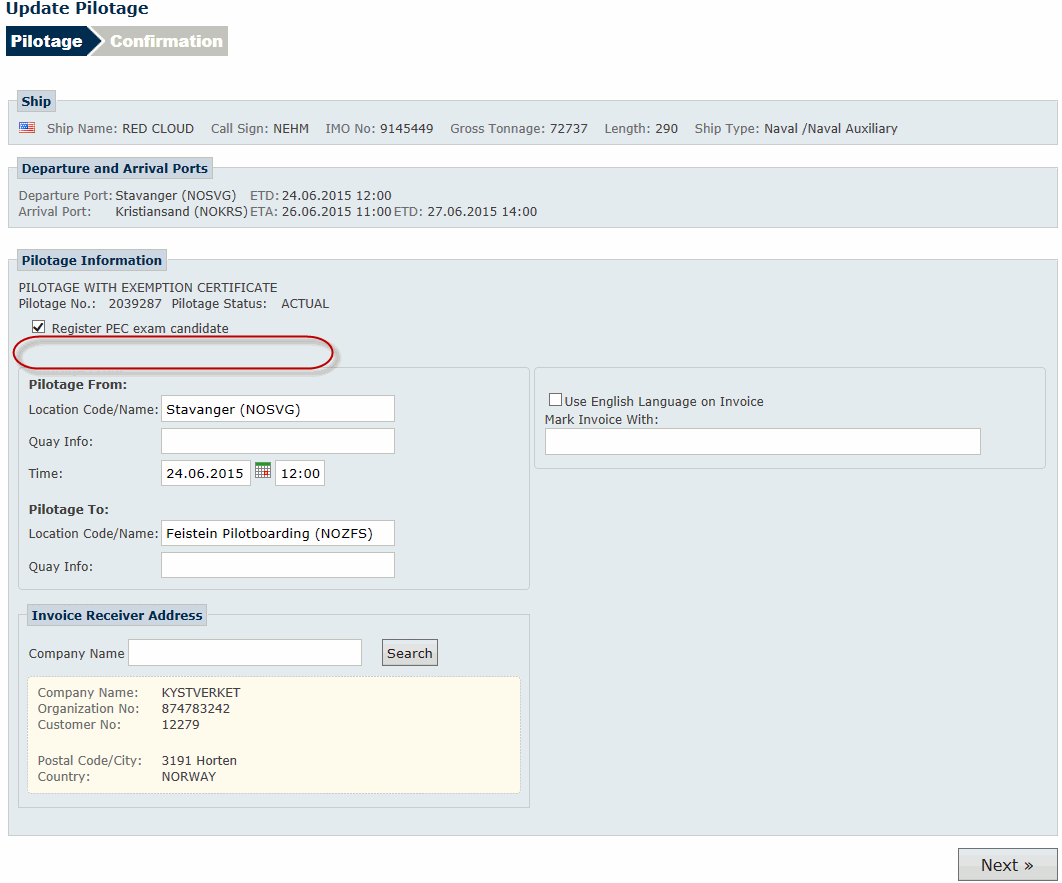 Update Pilotage
Pilotage Confirmation
Ship
Ship Name: RED CLOUD Call Sign: NEHM IMO No: 9145449 Gross Tonnage: 72737 Length: 290 Ship Type: Naval /Naval Auxiliary
Departure and Arrival Ports
Departure Port: Stavanger (NOSVG) ETD: 24.06.2015 12:00
Arrival Port: Kristiansand (NOKRS) ETA: 26.06.2015 11:00 ETD: 27.06.2015 14:00
Pilotage Information
PILOTAGE WITH EXEMPTION CERTIFICATE
Pilotage No.: 2039287 Pilotage Status: ACTUAL
Register PEC exam candidate
Pilotage From:
Location Code/Name: Stavanger (NOSVG)
Quay Info:
Time: 24.06.2015 12:00
Pilotage To:
Location Code/Name: Feistein Pilotboarding (NOZFS)
Quay Info:
Use English Language on Invoice
Mark Invoice With:
Invoice Receiver Address
Company Name Search
Company Name: KYSTVERKET
Organization No: 874783242
Customer No: 12279
Postal Code/City: 3191 Horten
Country: NORWAY
Next »